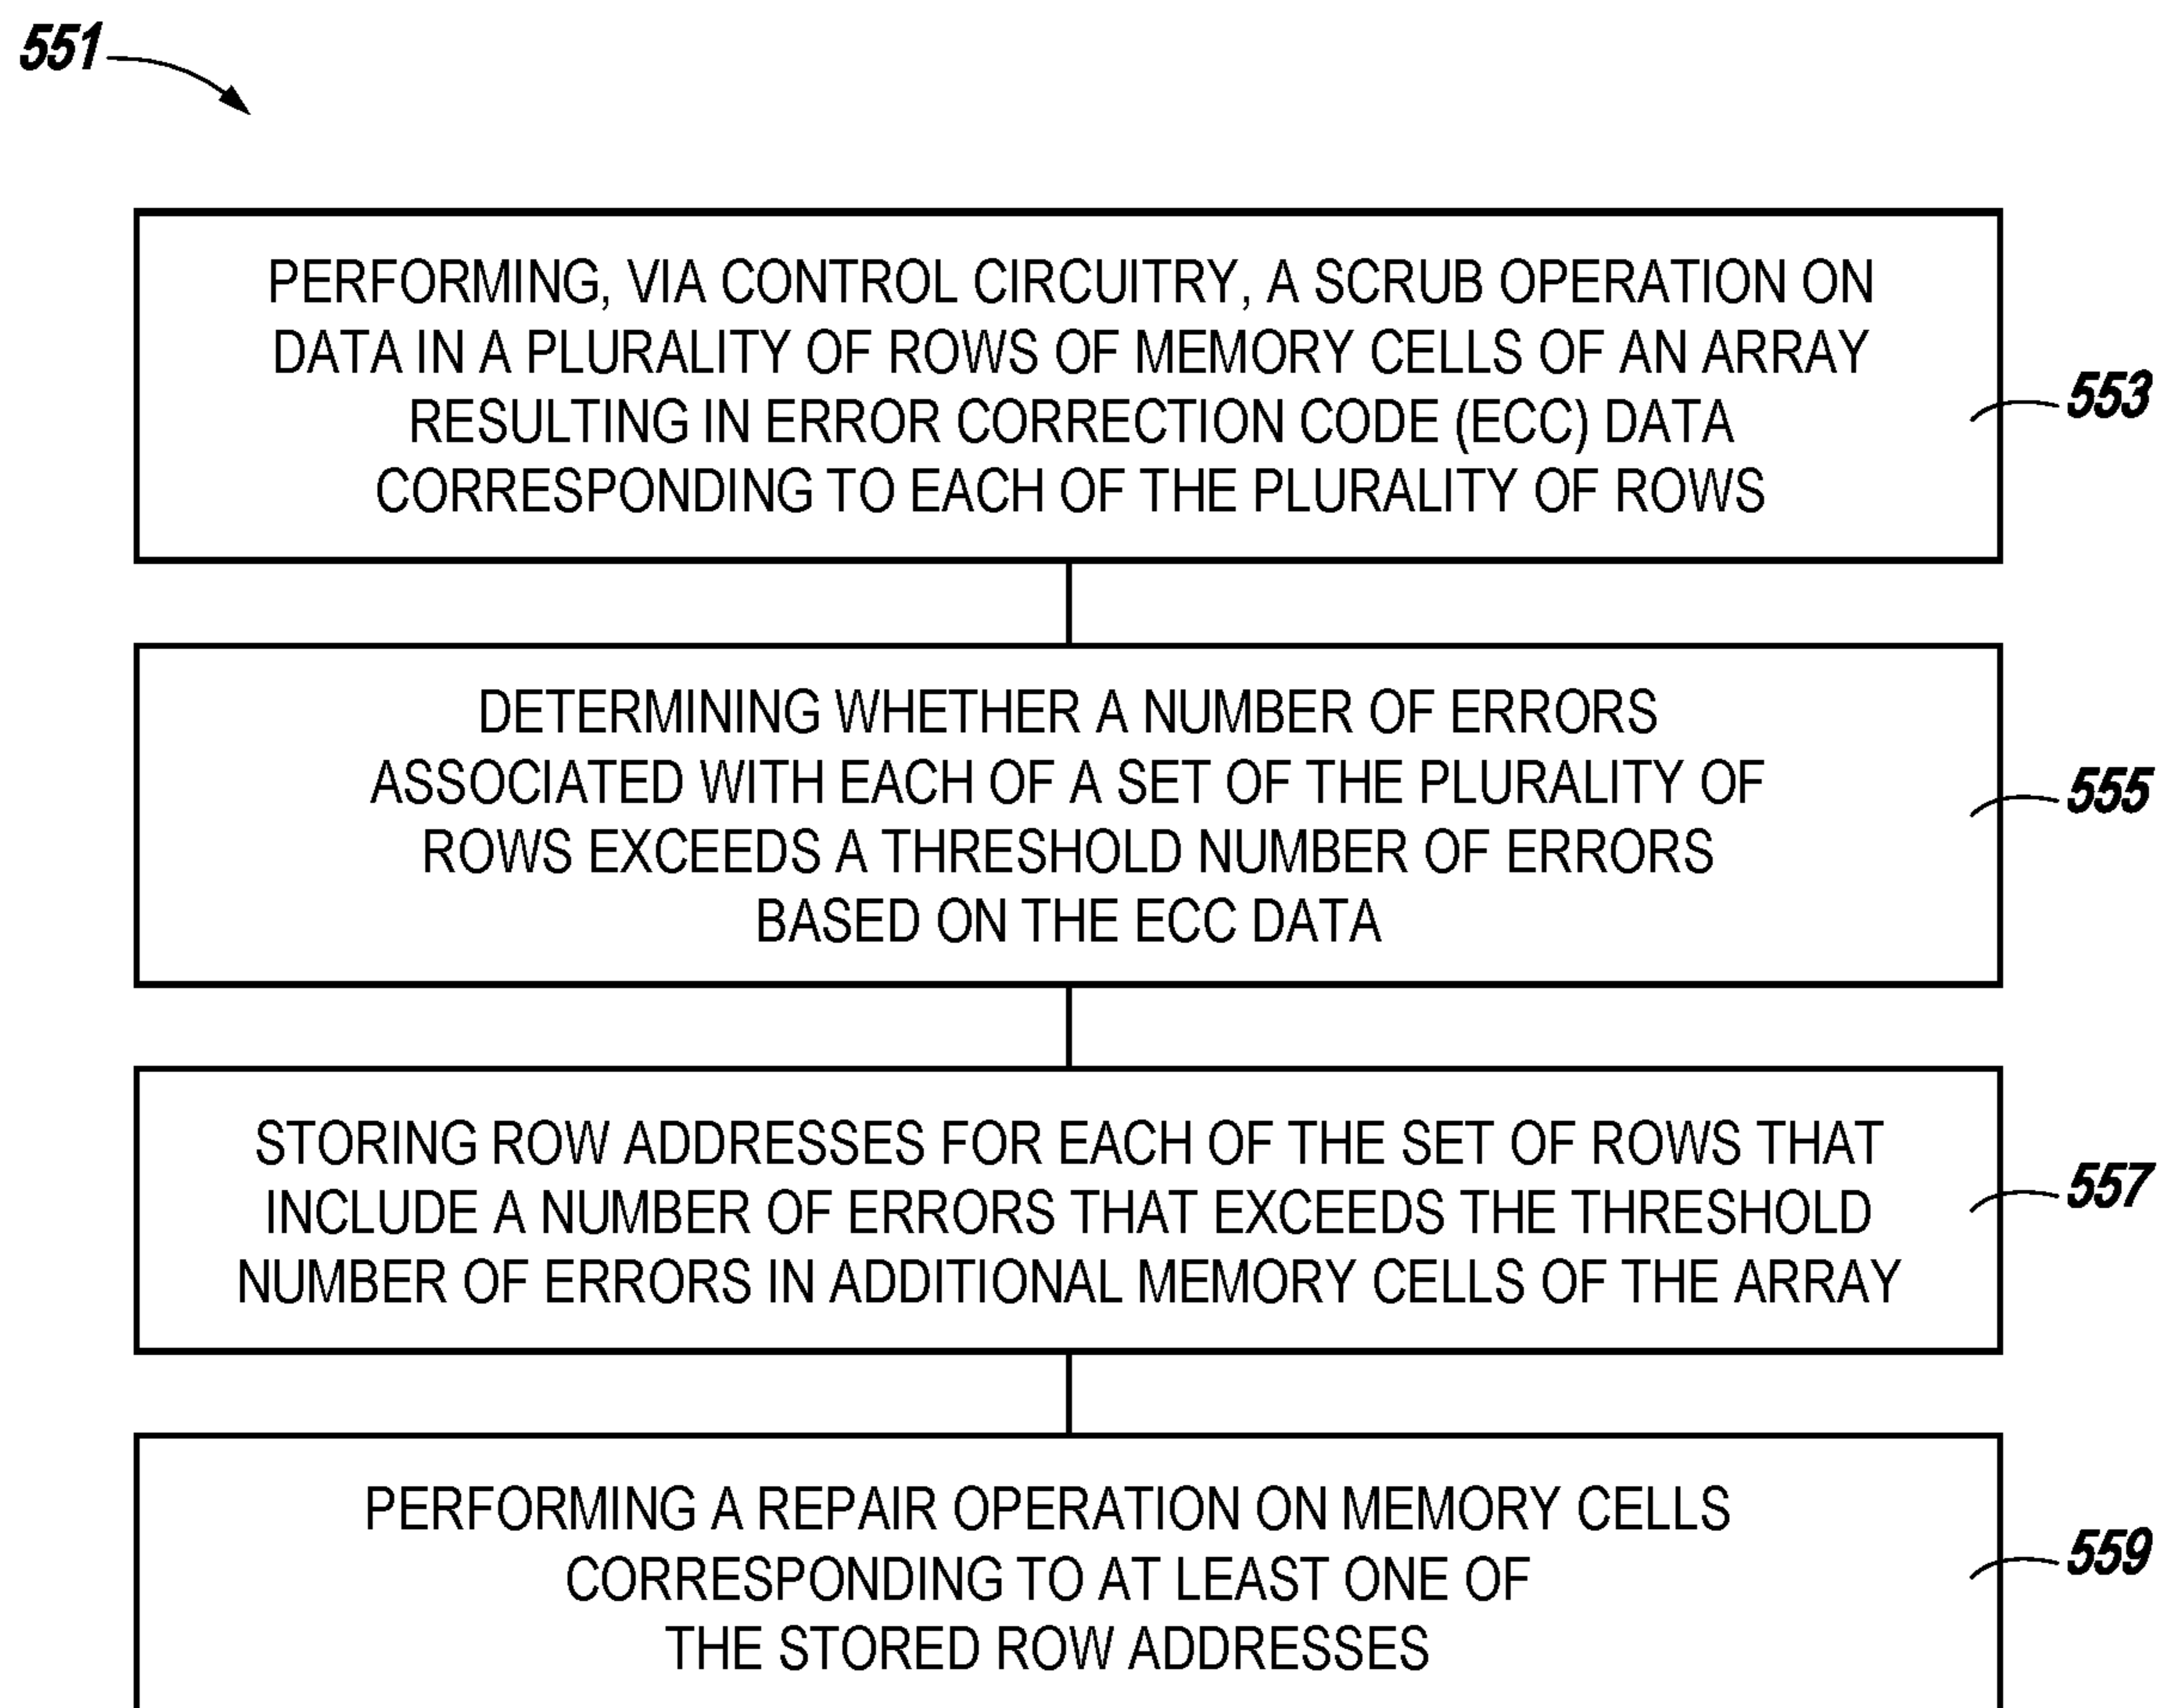 551
PERFORMING, VIA CONTROL CIRCUITRY, A SCRUB OPERATION ON
DATA IN A PLURALITY OF ROWS OF MEMORY CELLS OF AN ARRAY
RESULTING IN ERROR CORRECTION CODE (ECC) DATA
CORRESPONDING TO EACH OF THE PLURALITY OF ROWS
553
DETERMINING WHETHER A NUMBER OF ERRORS
ASSOCIATED WITH EACH OF A SET OF THE PLURALITY OF
ROWS EXCEEDS A THRESHOLD NUMBER OF ERRORS
BASED ON THE ECC DATA
555
STORING ROW ADDRESSES FOR EACH OF THE SET OF ROWS THAT
INCLUDE A NUMBER OF ERRORS THAT EXCEEDS THE THRESHOLD
NUMBER OF ERRORS IN ADDITIONAL MEMORY CELLS OF THE ARRAY
557
PERFORMING A REPAIR OPERATION ON MEMORY CELLS
CORRESPONDING TO AT LEAST ONE OF
THE STORED ROW ADDRESSES
559